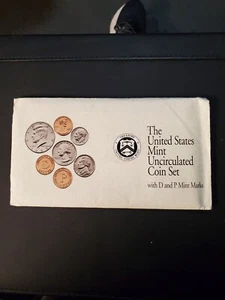 The
United States
Mint
Uncirculated
Coin Set
with D and P Mint Marks